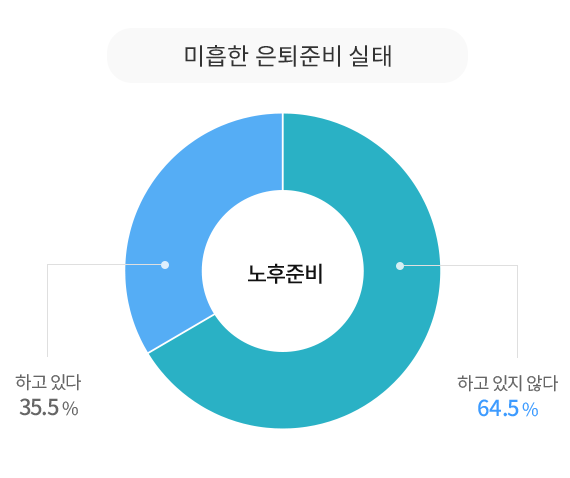 미흡한 은퇴준비 실태
노후준비
하고 있다
35.5 %
하고 있지 않다
64.5 %